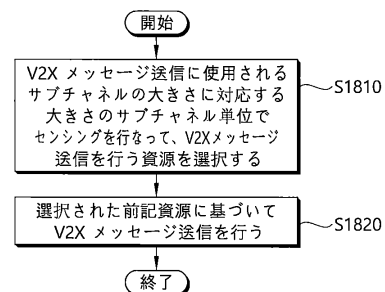 開始
V2X メッセージ送信に使用される
サブチャネルの大きさに対応する
大きさのサブチャネル単位で
センシングを行なって、V2Xメッセージ
送信を行う資源を選択する
S1810
選択された前記資源に基づいて
V2X メッセージ送信を行う
S1820
終了